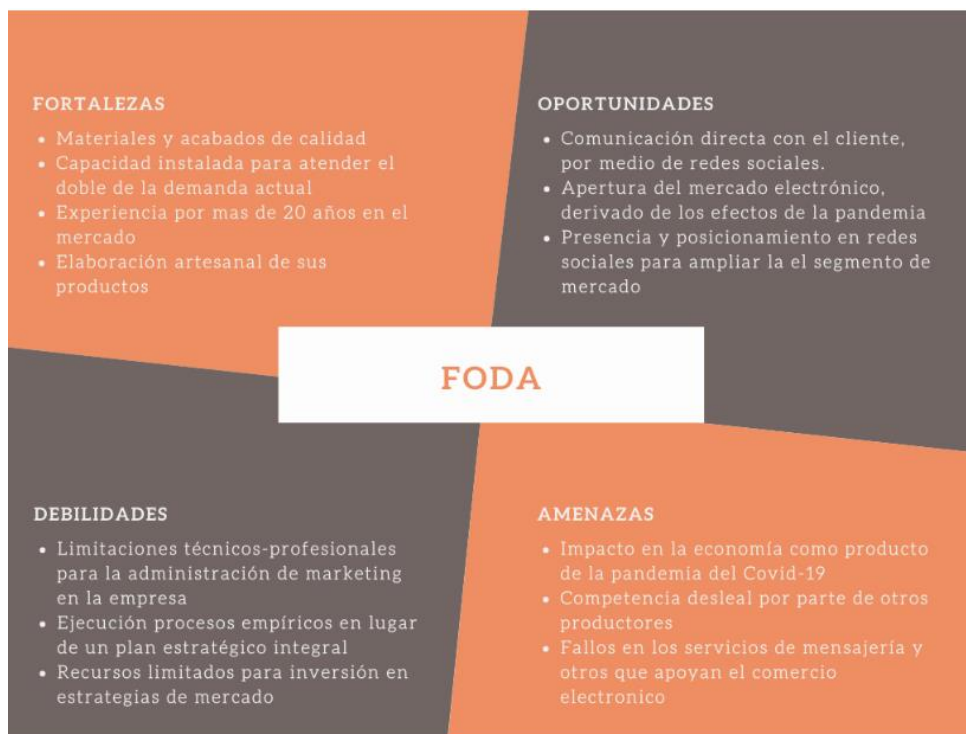 FORTALEZAS
• Materiales y acabados de calidad
• Capacidad instalada para atender el
doble de la demanda actual
• Experiencia por mas de 20 años en el
mercado
• Elaboración artesanal de sus
productos
OPORTUNIDADES
• Comunicación directa con el cliente,
por medio de redes sociales.
• Apertura del mercado electrónico,
derivado de los efectos de la pandemia
• Presencia y posicionamiento en redes
sociales para ampliar la el segmento de
mercado
FODA
DEBILIDADES
• Limitaciones técnicos-profesionales
para la administración de marketing
en la empresa
• Ejecución procesos empíricos en lugar
de un plan estratégico integral
• Recursos limitados para inversión en
estrategias de mercado
AMENAZAS
• Impacto en la economía como producto
de la pandemia del Covid-19
• Competencia desleal por parte de otros
productores
• Fallos en los servicios de mensajería y
otros que apoyan el comercio
electronico